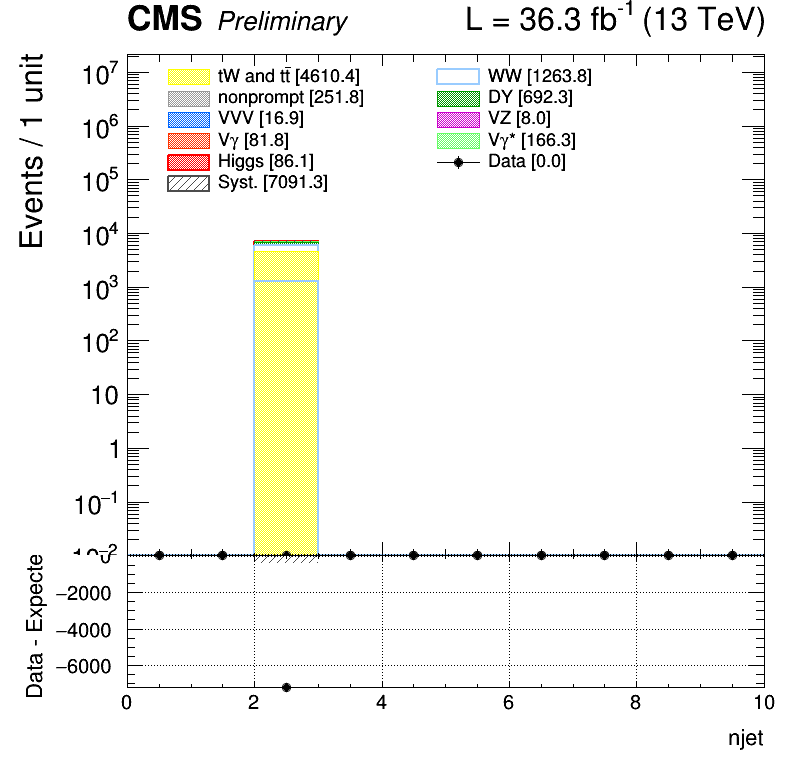 CMS Preliminary L = 36.3 fb⁻¹ (13 TeV)
Events / 1 unit
10⁷
10⁶
10⁵
10⁴
10³
10²
10
1
10⁻¹
tW and tt̄ [4610.4]
nonprompt [251.8]
VVV [16.9]
Vγ [81.8]
Higgs [86.1]
Syst. [7091.3]
WW [1263.8]
DY [692.3]
VZ [8.0]
Vγ* [166.3]
Data [0.0]
Data - Expecte
−2000
−4000
−6000
0 2 4 6 8 10
njet